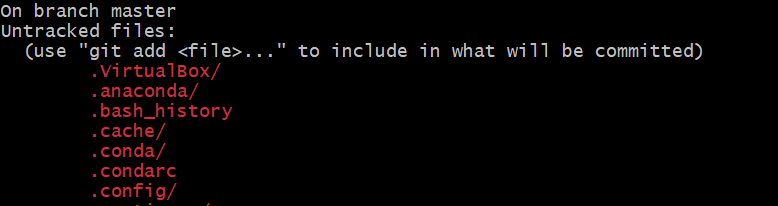 On branch master
Untracked files:
  (use "git add <file>..." to include in what will be committed)
        .VirtualBox/
        .anaconda/
        .bash_history
        .cache/
        .conda/
        .condarc
        .config/